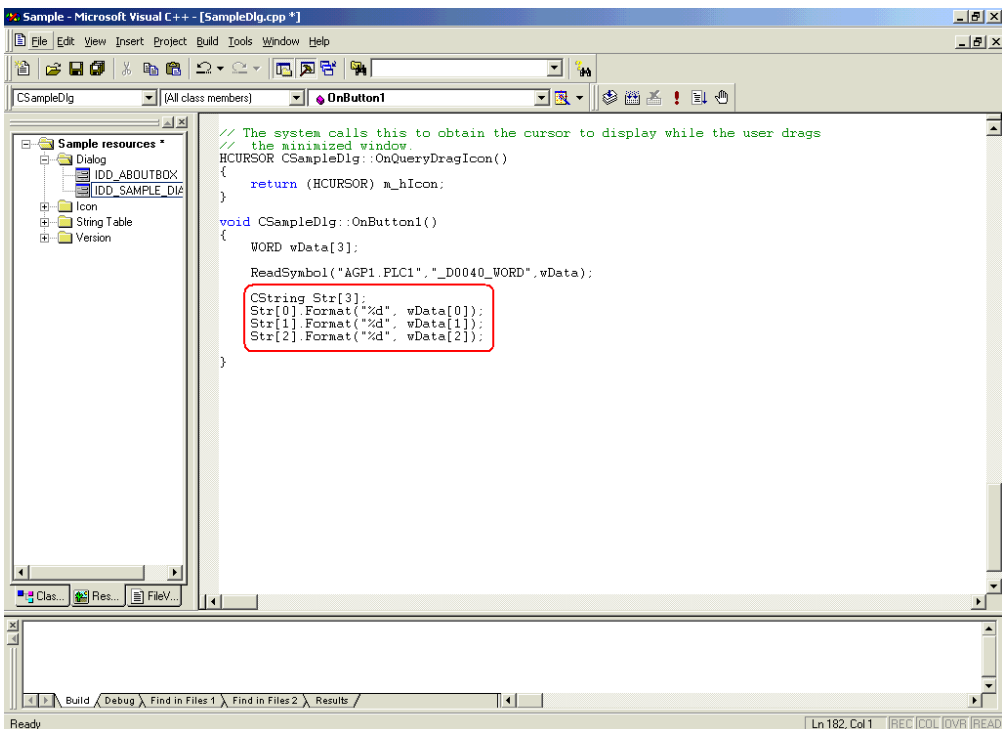 Sample - Microsoft Visual C++ - [SampleDlg.cpp *]
File Edit View Insert Project Build Tools Window Help
CSampleDlg (All class members) OnButton1
Sample resources *
Dialog
IDD_ABOUTBOX
IDD_SAMPLE_DIA
Icon
String Table
Version
// The system calls this to obtain the cursor to display while the user drags
//  the minimized window.
HCURSOR CSampleDlg::OnQueryDragIcon()
{
    return (HCURSOR) m_hIcon;
}
void CSampleDlg::OnButton1()
{
    WORD wData[3];
    ReadSymbol("AGP1.PLC1","_D0040_WORD",wData);
    CString Str[3];
    Str[0].Format("%d", wData[0]);
    Str[1].Format("%d", wData[1]);
    Str[2].Format("%d", wData[2]);
}
Clas... Res... FileV...
Build Debug Find in Files 1 Find in Files 2 Results
Ready Ln 182, Col 1 REC COL OVR READ